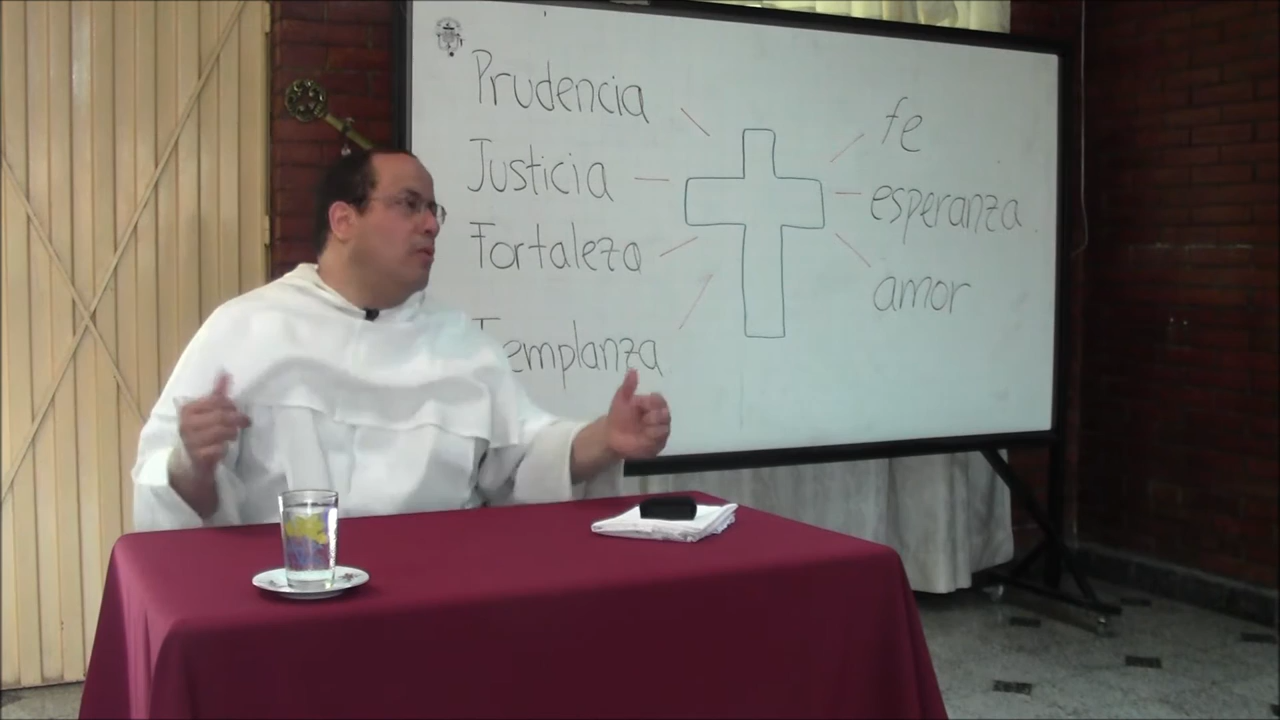 Prudencia
Justicia
Fortaleza
Templanza
fe
esperanza
amor